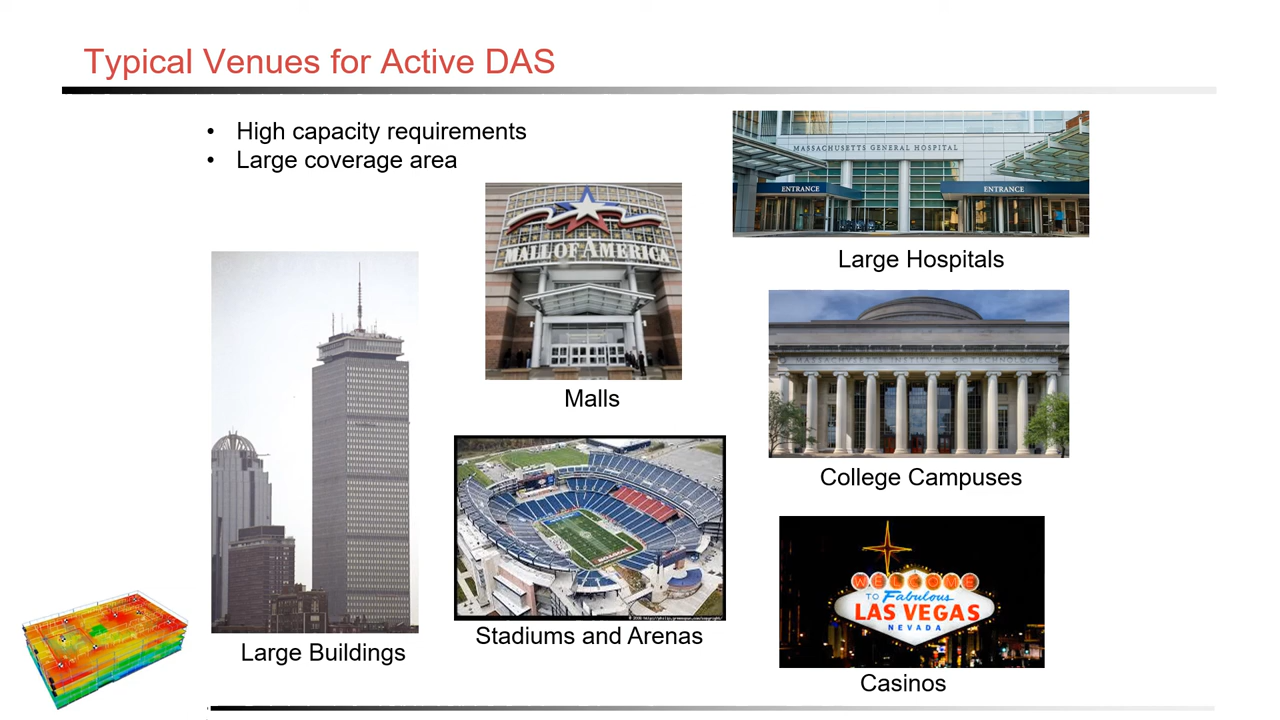 Typical Venues for Active DAS
• High capacity requirements
• Large coverage area
MASSACHUSETTS GENERAL HOSPITAL
ENTRANCE
ENTRANCE
Large Hospitals
MALL OF AMERICA
Malls
MASSACHUSETTS INSTITUTE OF TECHNOLOGY
College Campuses
Large Buildings
Stadiums and Arenas
WELCOME
TO Fabulous
LAS VEGAS
NEVADA
Casinos